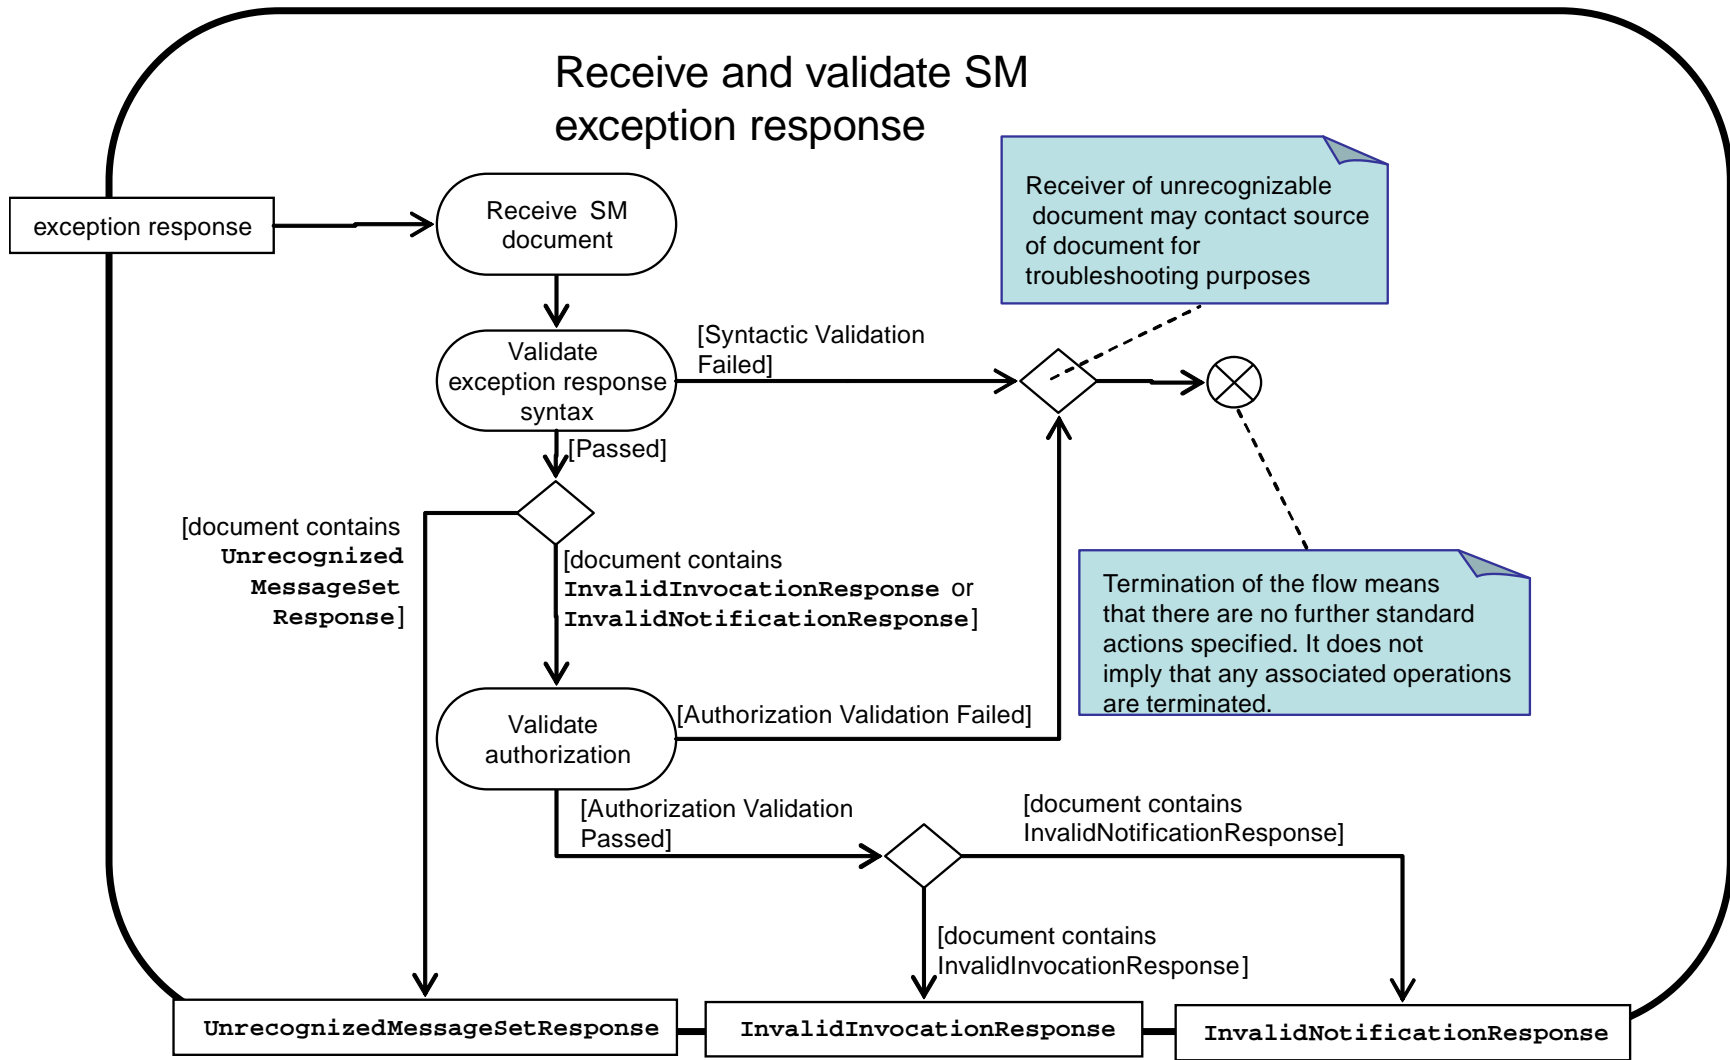 Receive and validate SM
exception response
Receiver of unrecognizable
document may contact source
of document for
troubleshooting purposes
exception response
Receive SM
document
Validate
exception response
syntax
[Syntactic Validation
Failed]
[Passed]
[document contains
Unrecognized
MessageSet
Response]
[document contains
InvalidInvocationResponse or
InvalidNotificationResponse]
Termination of the flow means
that there are no further standard
actions specified. It does not
imply that any associated operations
are terminated.
Validate
authorization
[Authorization Validation Failed]
[Authorization Validation
Passed]
[document contains
InvalidNotificationResponse]
[document contains
InvalidInvocationResponse]
UnrecognizedMessageSetResponse
InvalidInvocationResponse
InvalidNotificationResponse